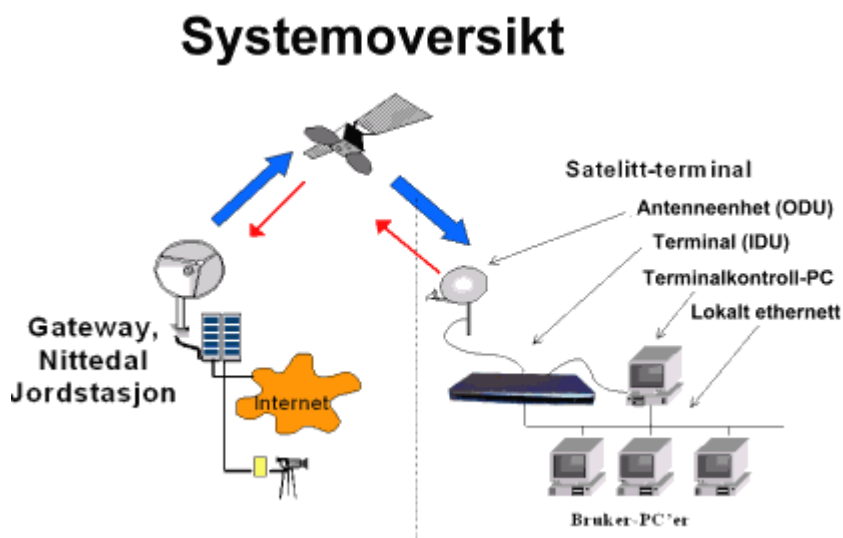 Systemoversikt
Satelitt-terminal
Antenneenhet (ODU)
Terminal (IDU)
Terminalkontroll-PC
Lokalt ethernett
Gateway,
Nittedal
Jordstasjon
Internet
Bruker-PC'er